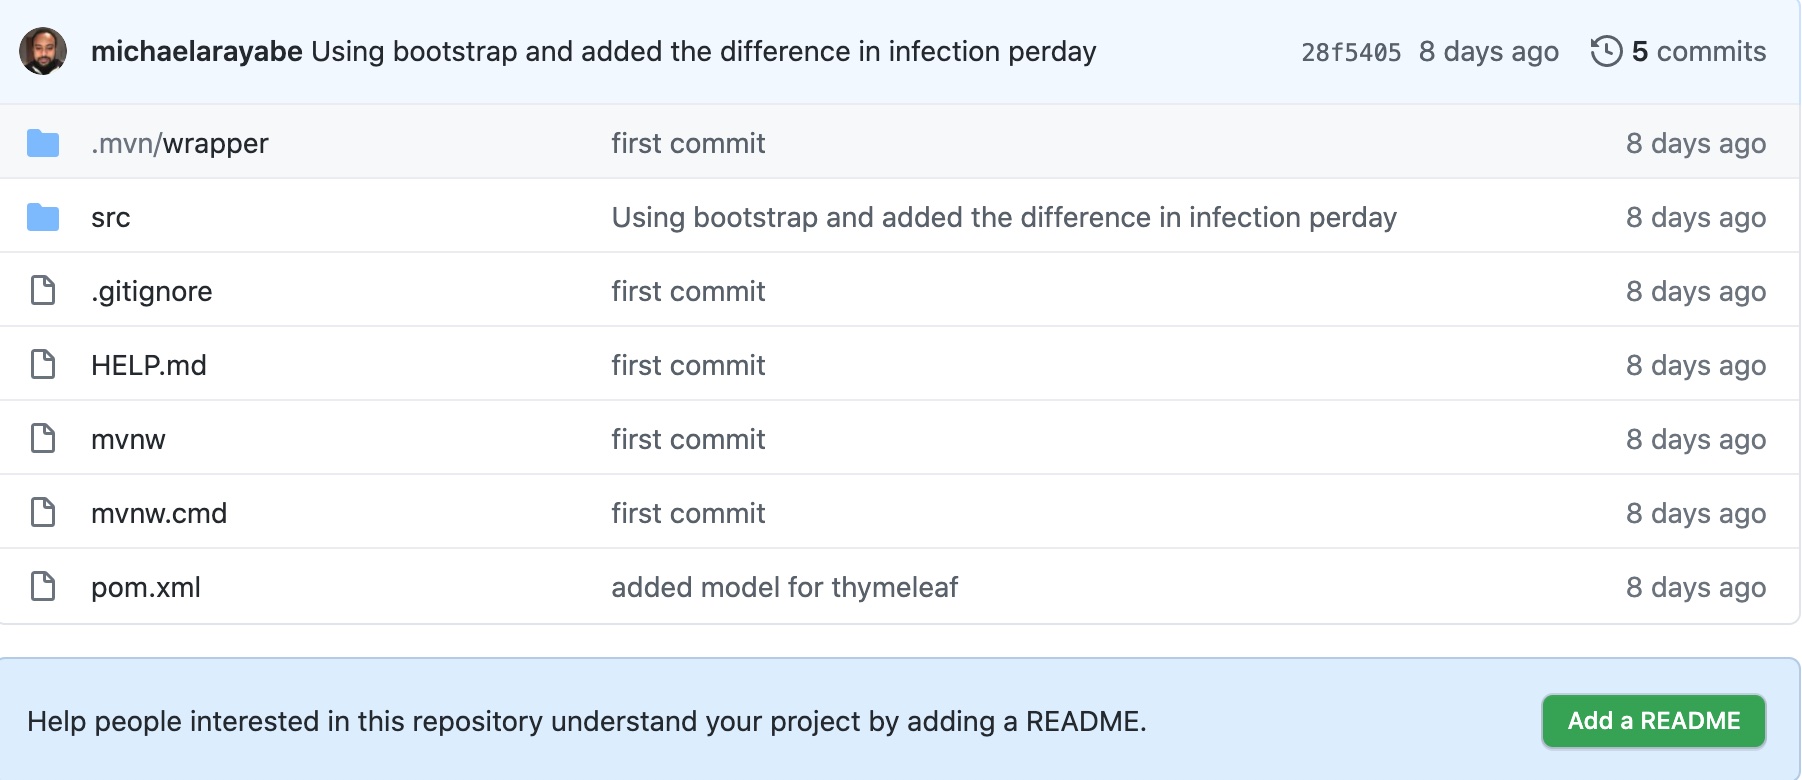 michaelarayabe Using bootstrap and added the difference in infection perday 28f5405 8 days ago 5 commits
.mvn/wrapper first commit 8 days ago
src Using bootstrap and added the difference in infection perday 8 days ago
.gitignore first commit 8 days ago
HELP.md first commit 8 days ago
mvnw first commit 8 days ago
mvnw.cmd first commit 8 days ago
pom.xml added model for thymeleaf 8 days ago
Help people interested in this repository understand your project by adding a README. Add a README